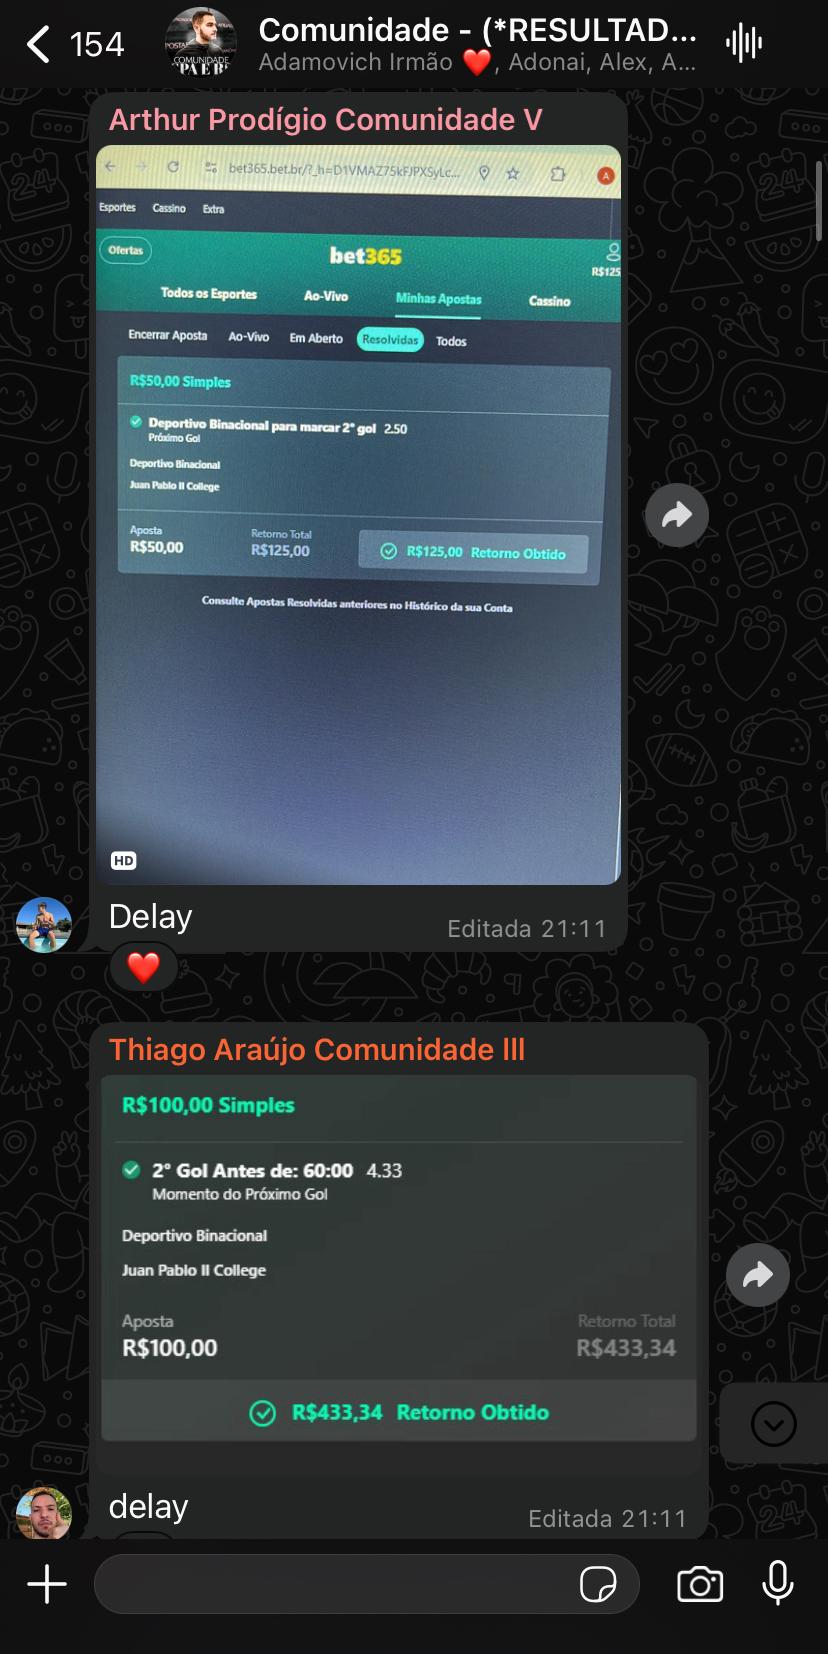 154
Comunidade - (*RESULTAD...
Adamovich Irmão ❤️, Adonai, Alex, A...
COMUNIDADE
Arthur Prodígio Comunidade V
bet365.bet.br/?_h=D1VMAZ75kFJPXSyLc...
A
Esportes Cassino Extra
Ofertas
bet365
R$125
Todos os Esportes Ao-Vivo Minhas Apostas Cassino
Encerrar Aposta Ao-Vivo Em Aberto Resolvidas Todos
R$50,00 Simples
Deportivo Binacional para marcar 2º gol 2.50
Próximo Gol
Deportivo Binacional
Juan Pablo II College
Aposta
R$50,00
Retorno Total
R$125,00
R$125,00 Retorno Obtido
Consulte Apostas Resolvidas anteriores no Histórico da sua Conta
HD
Delay
Editada 21:11
❤️
Thiago Araújo Comunidade lll
R$100,00 Simples
2º Gol Antes de: 60:00 4.33
Momento do Próximo Gol
Deportivo Binacional
Juan Pablo II College
Aposta
R$100,00
Retorno Total
R$433,34
R$433,34 Retorno Obtido
delay
Editada 21:11